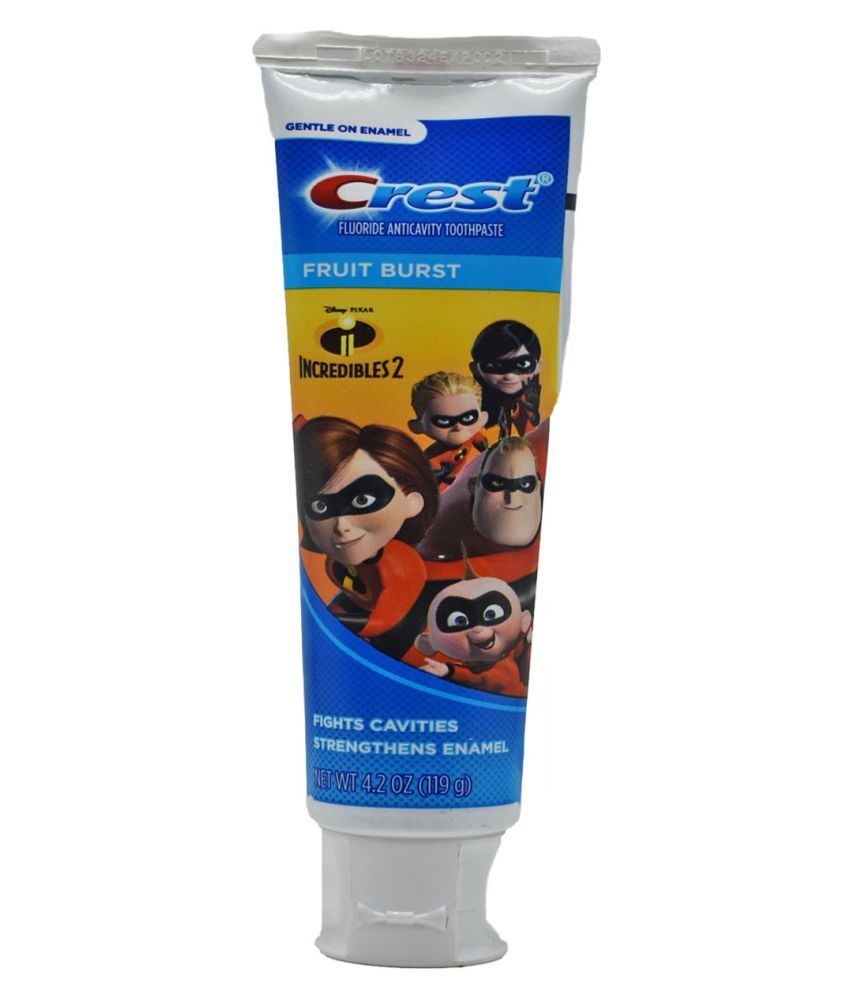 GENTLE ON ENAMEL
Crest®
FLUORIDE ANTICAVITY TOOTHPASTE
FRUIT BURST
Disney PIXAR
INCREDIBLES 2
FIGHTS CAVITIES
STRENGTHENS ENAMEL
NET WT 4.2 OZ (119 g)